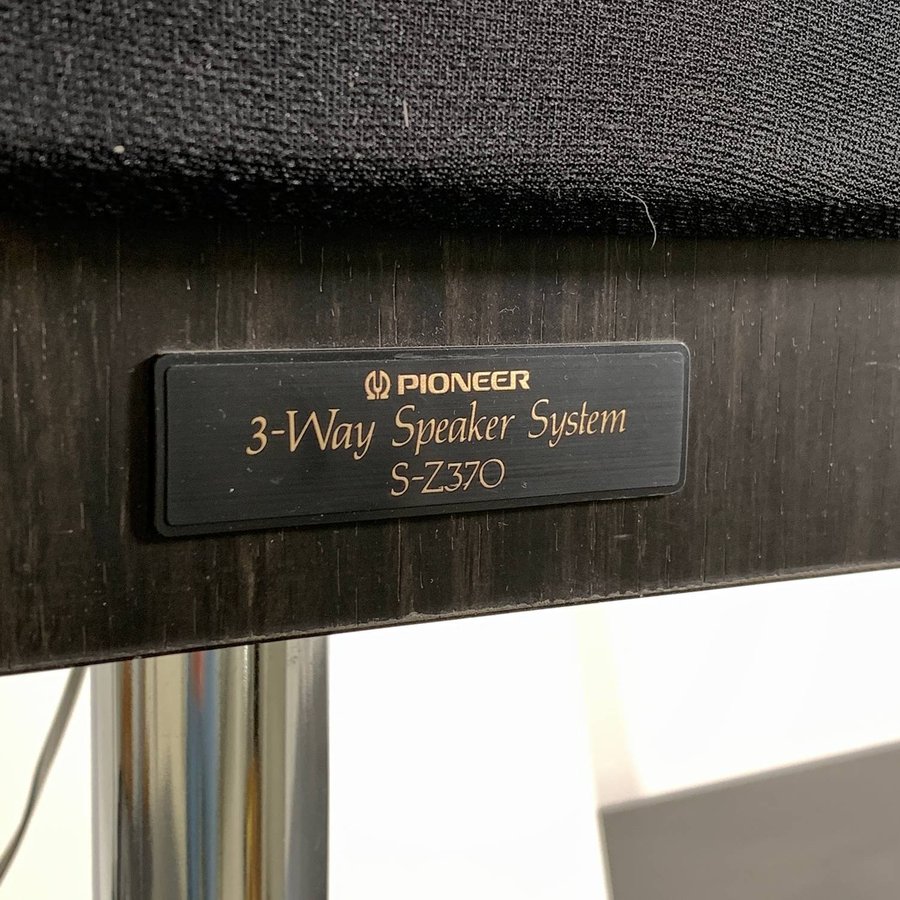 PIONEER
3-Way Speaker System
S-Z370